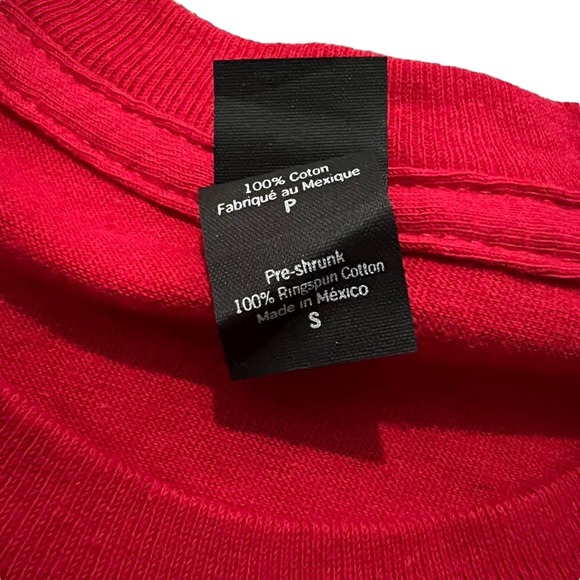 100% Coton
Fabriqué au Mexique
P
Pre-shrunk
100% Ringspun Cotton
Made in México
S